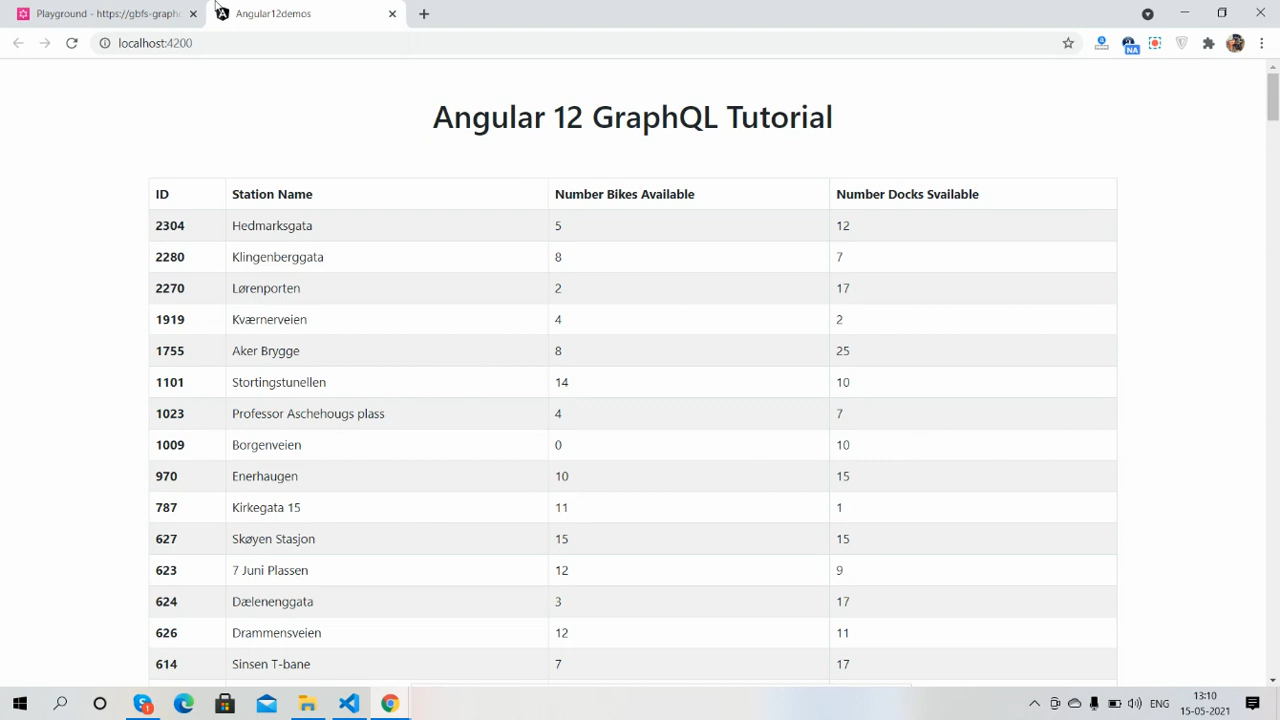 Playground - https://gbfs-graph
Angular12demos
localhost:4200
NA
Angular 12 GraphQL Tutorial
ID Station Name Number Bikes Available Number Docks Svailable
2304 Hedmarksgata 5 12
2280 Klingenberggata 8 7
2270 Lørenporten 2 17
1919 Kværnerveien 4 2
1755 Aker Brygge 8 25
1101 Stortingstunellen 14 10
1023 Professor Aschehougs plass 4 7
1009 Borgenveien 0 10
970 Enerhaugen 10 15
787 Kirkegata 15 11 1
627 Skøyen Stasjon 15 15
623 7 Juni Plassen 12 9
624 Dælenenggata 3 17
626 Drammensveien 12 11
614 Sinsen T-bane 7 17
ENG
13:10
15-05-2021